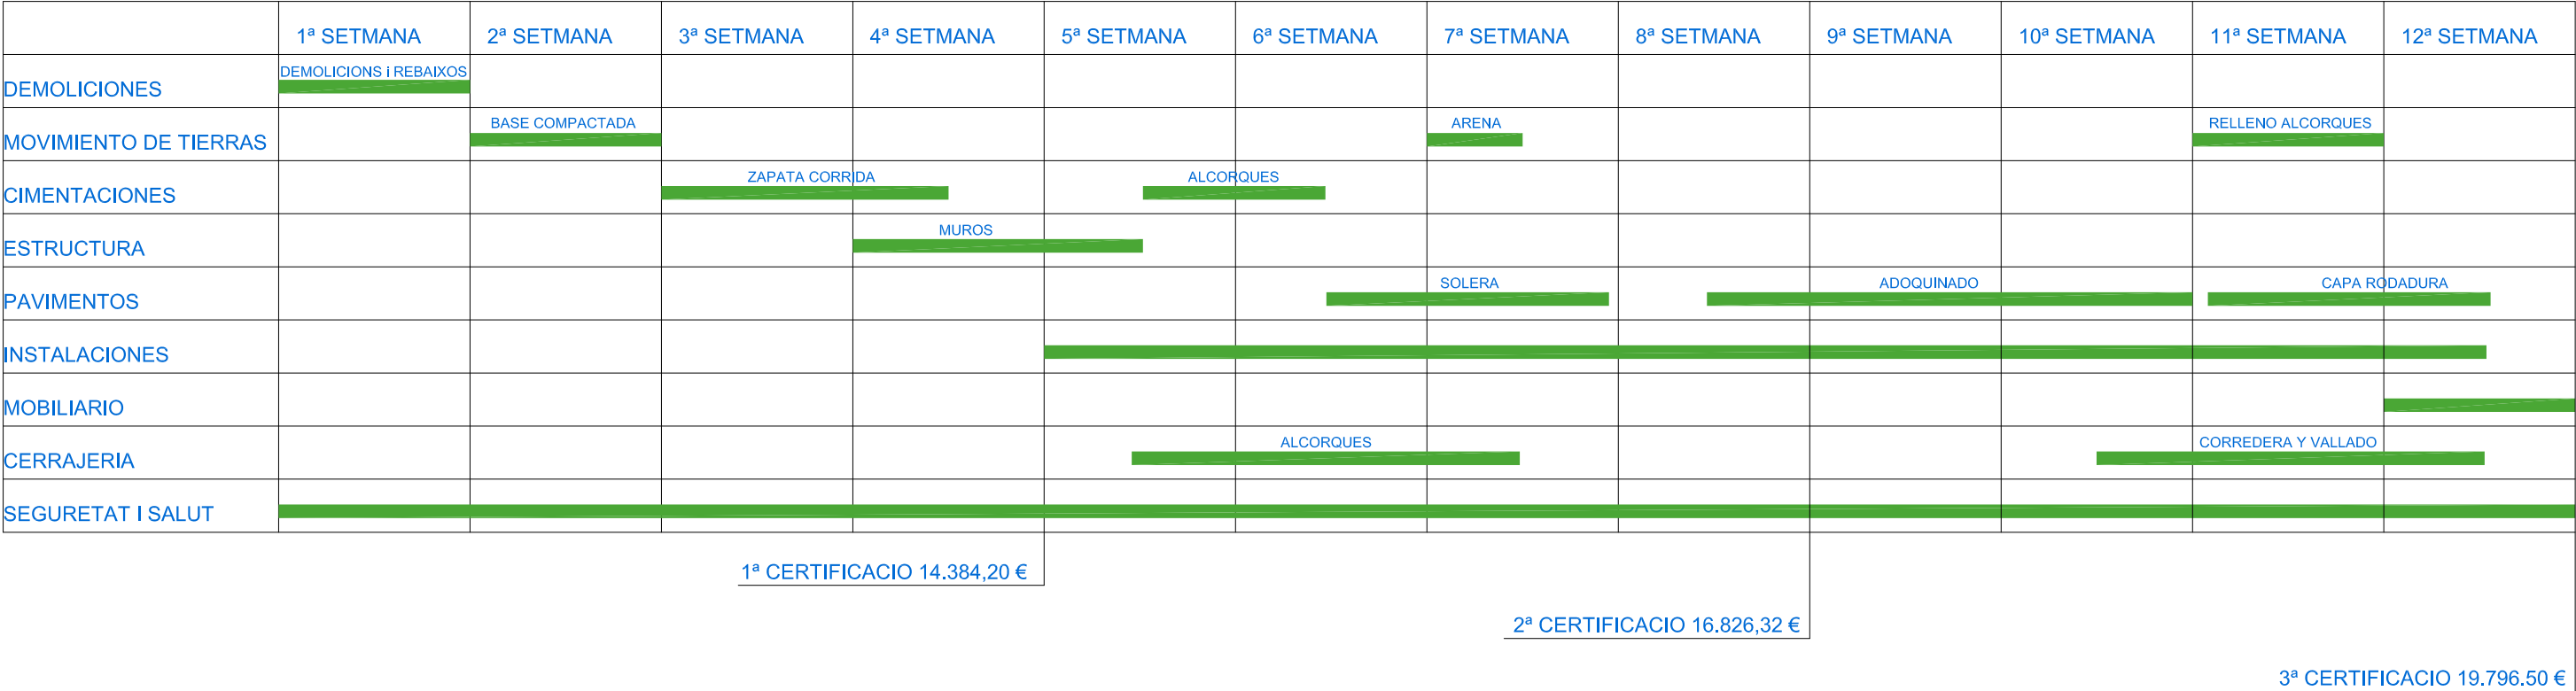 1ª SETMANA 2ª SETMANA 3ª SETMANA 4ª SETMANA 5ª SETMANA 6ª SETMANA 7ª SETMANA 8ª SETMANA 9ª SETMANA 10ª SETMANA 11ª SETMANA 12ª SETMANA
DEMOLICIONS i REBAIXOS
DEMOLICIONES
BASE COMPACTADA ARENA RELLENO ALCORQUES
MOVIMIENTO DE TIERRAS
ZAPATA CORRIDA ALCORQUES
CIMENTACIONES
MUROS
ESTRUCTURA
SOLERA ADOQUINADO CAPA RODADURA
PAVIMENTOS
INSTALACIONES
MOBILIARIO
ALCORQUES CORREDERA Y VALLADO
CERRAJERIA
SEGURETAT I SALUT
1ª CERTIFICACIO 14.384,20 €
2ª CERTIFICACIO 16.826,32 €
3ª CERTIFICACIO 19.796.50 €